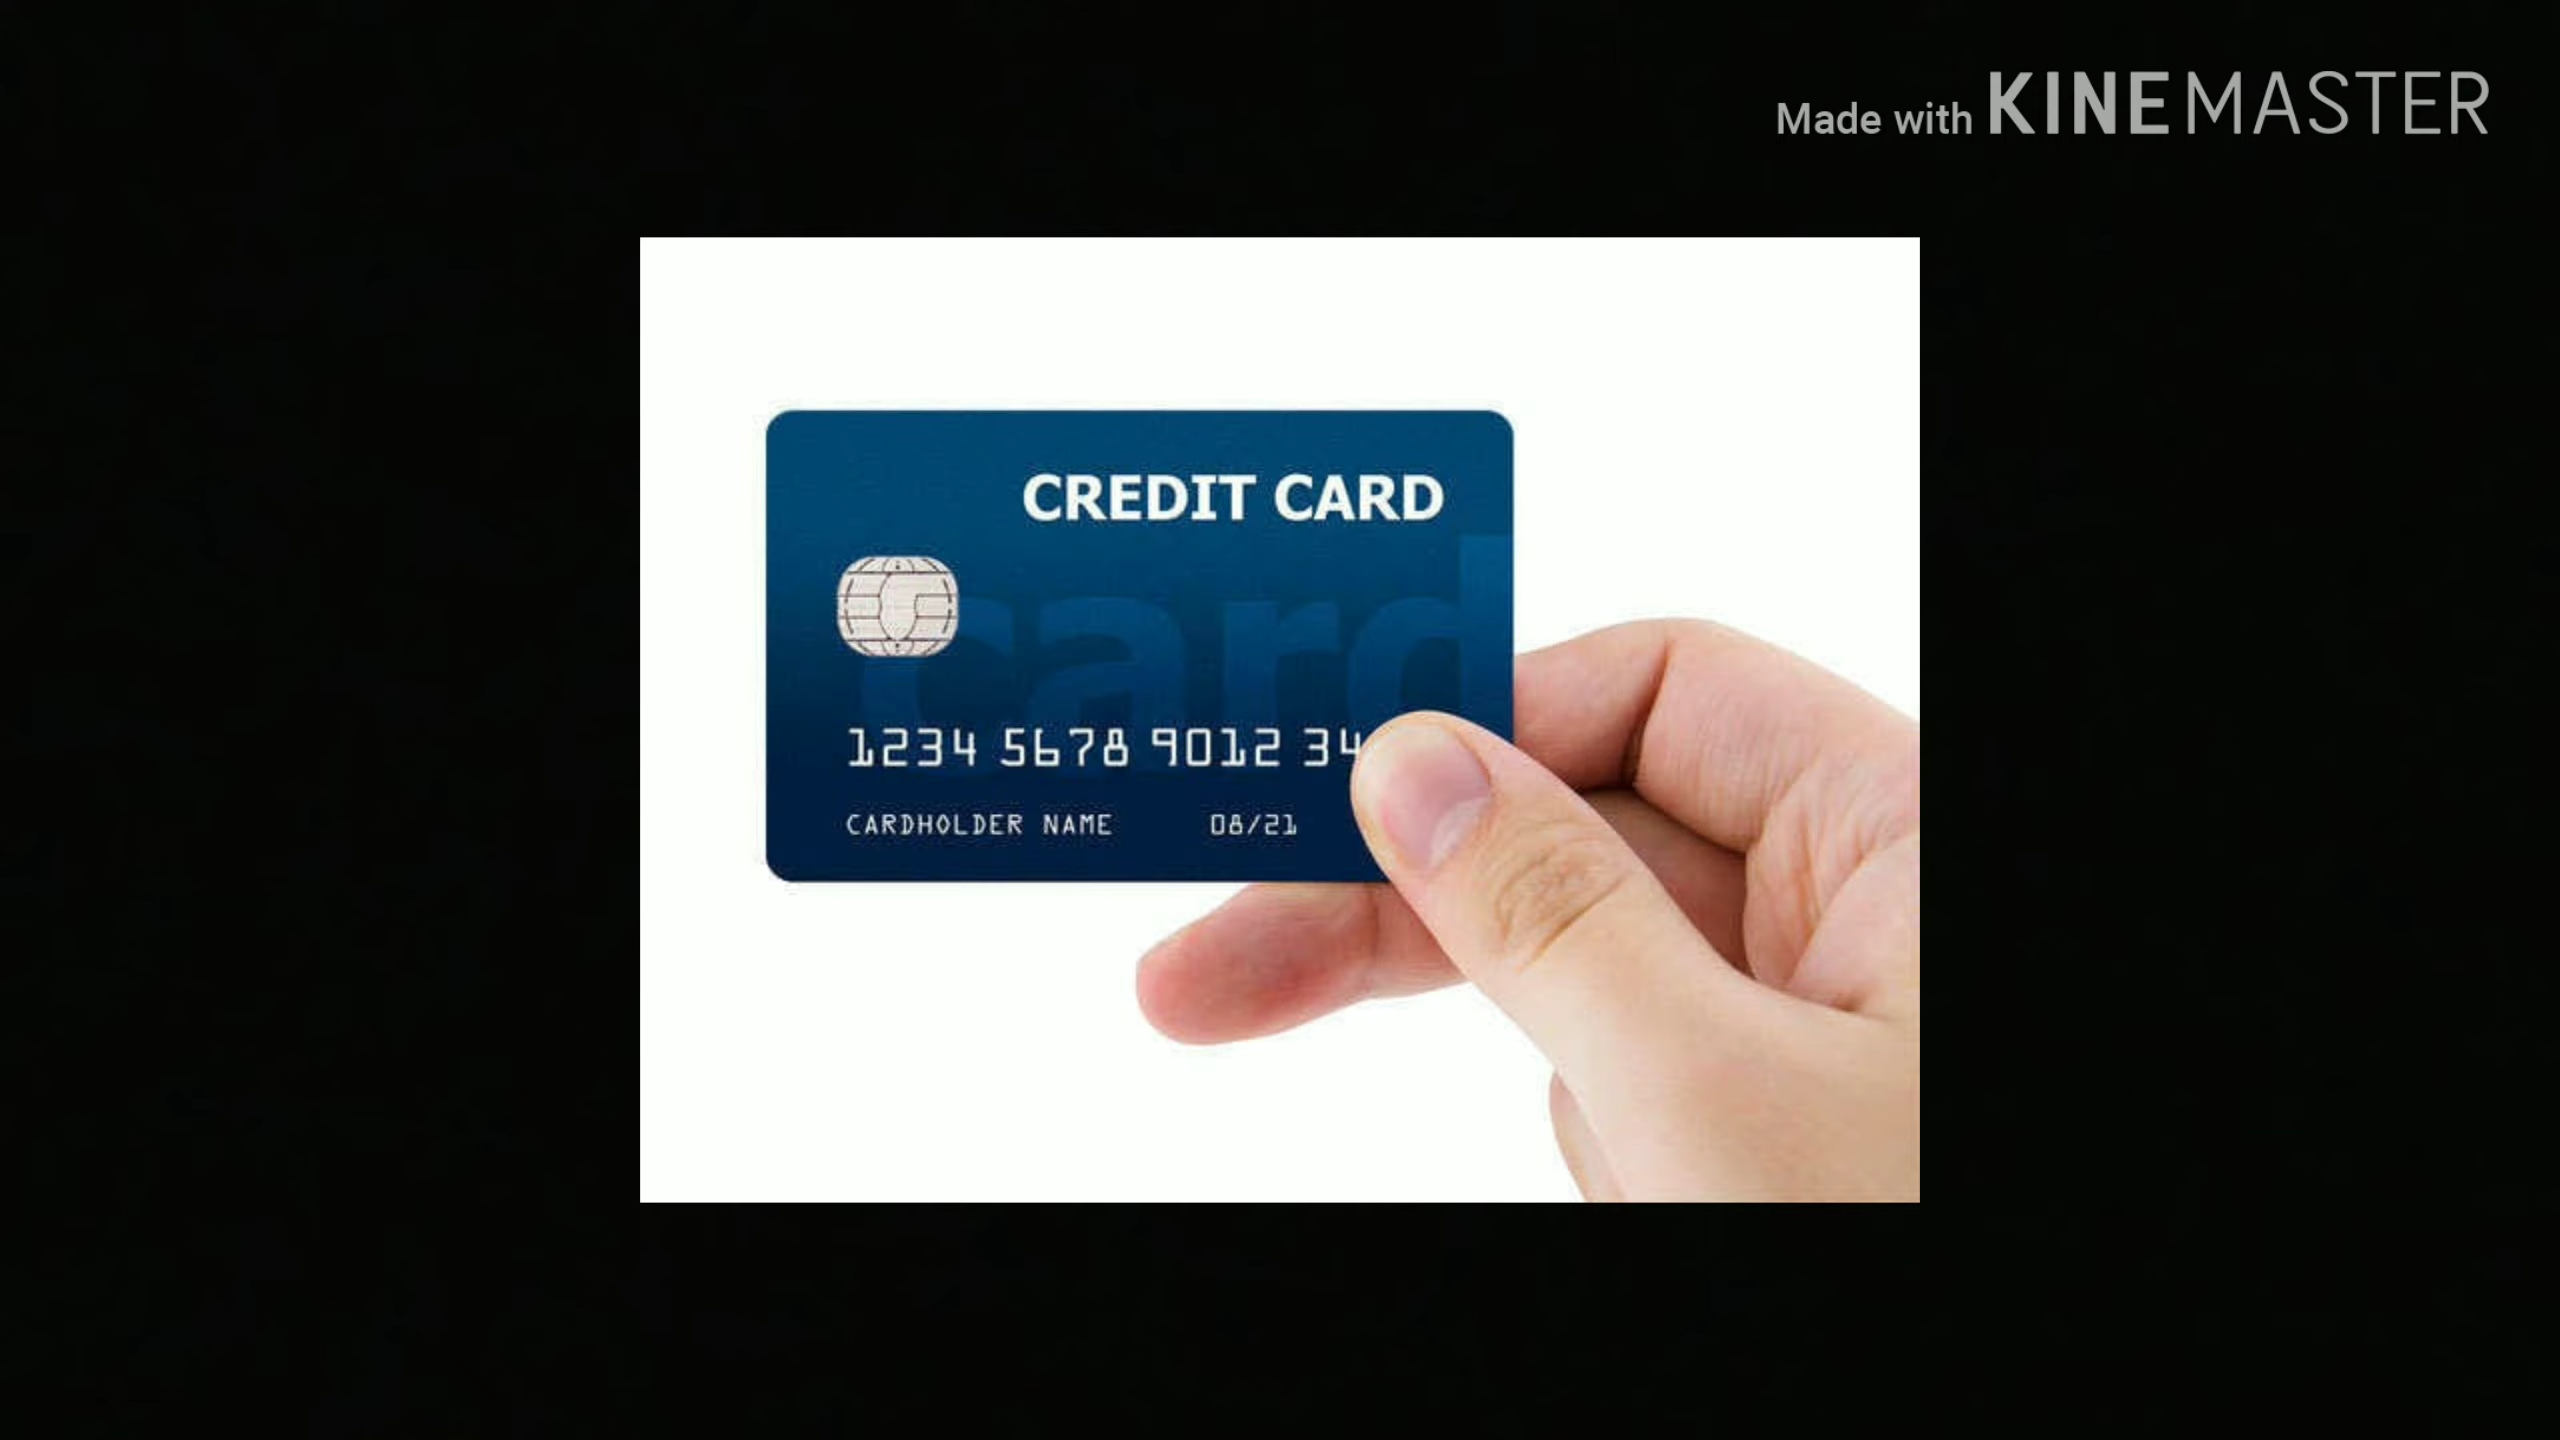 Made with KINEMASTER
CREDIT CARD
card
1234 5678 9012 34
CARDHOLDER NAME 08/21